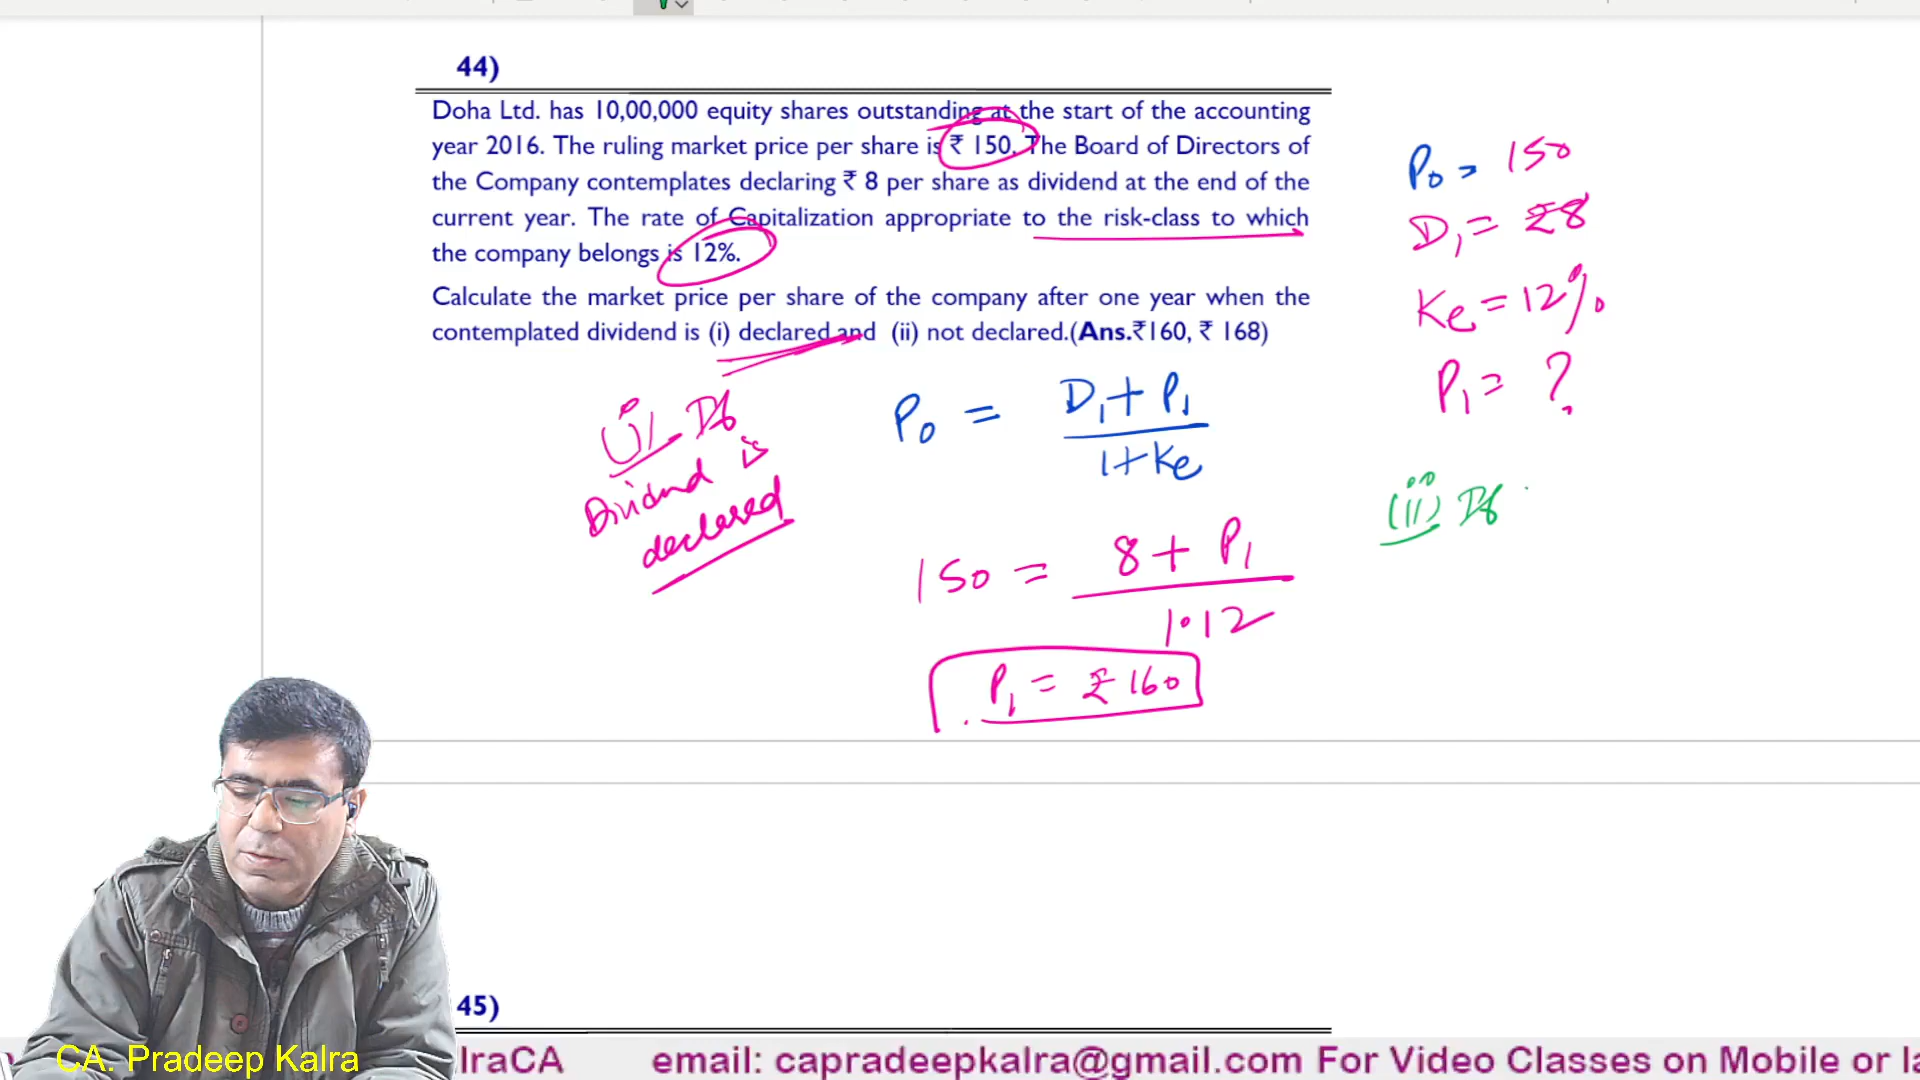 44)
Doha Ltd. has 10,00,000 equity shares outstanding at the start of the accounting
year 2016. The ruling market price per share is ₹ 150. The Board of Directors of
the Company contemplates declaring ₹ 8 per share as dividend at the end of the
current year. The rate of Capitalization appropriate to the risk-class to which
the company belongs is 12%.
Calculate the market price per share of the company after one year when the
contemplated dividend is (i) declared and (ii) not declared.(Ans.₹160, ₹ 168)
P0 = 150
D1 = ₹8
Ke = 12%
P1 = ?
(i) If
Dividend is
declared
P0 = D1 + P1
1+Ke
150 = 8 + P1
1.12
P1 = ₹160
(ii) If
45)
CA. Pradeep Kalra
lraCA email: capradeepkalra@gmail.com For Video Classes on Mobile or la